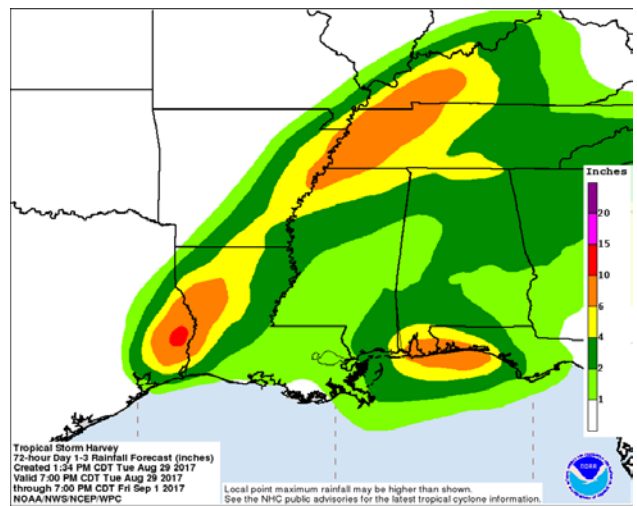 Inches
20
15
10
6
4
2
1
Tropical Storm Harvey
72-hour Day 1-3 Rainfall Forecast (inches)
Created 1:34 PM CDT Tue Aug 29 2017
Valid 7:00 PM CDT Tue Aug 29 2017
through 7:00 PM CDT Fri Sep 1 2017
NOAA/NWS/NCEP/WPC
Local point maximum rainfall may be higher than shown.
See the NHC public advisories for the latest tropical cyclone information.
NOAA